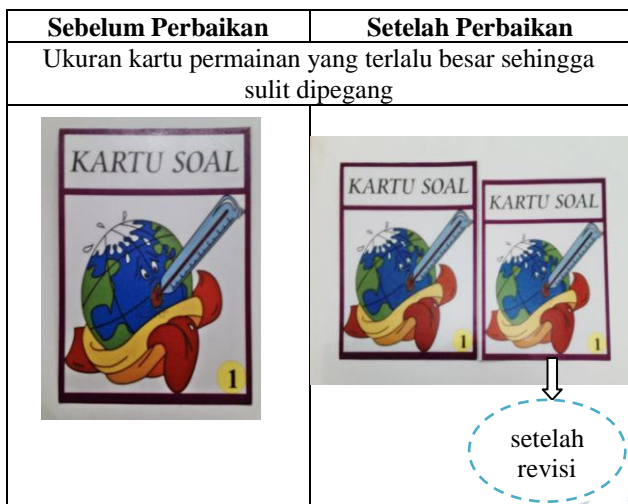 Sebelum Perbaikan
Setelah Perbaikan
Ukuran kartu permainan yang terlalu besar sehingga
sulit dipegang
KARTU SOAL
1
KARTU SOAL
1
KARTU SOAL
1
setelah
revisi